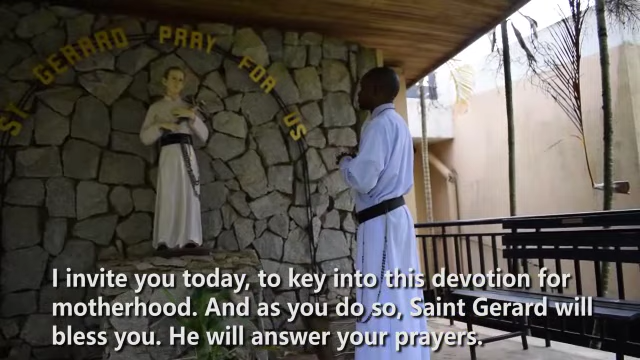 ST GERARD PRAY FOR US
I invite you today, to key into this devotion for
motherhood. And as you do so, Saint Gerard will
bless you. He will answer your prayers.